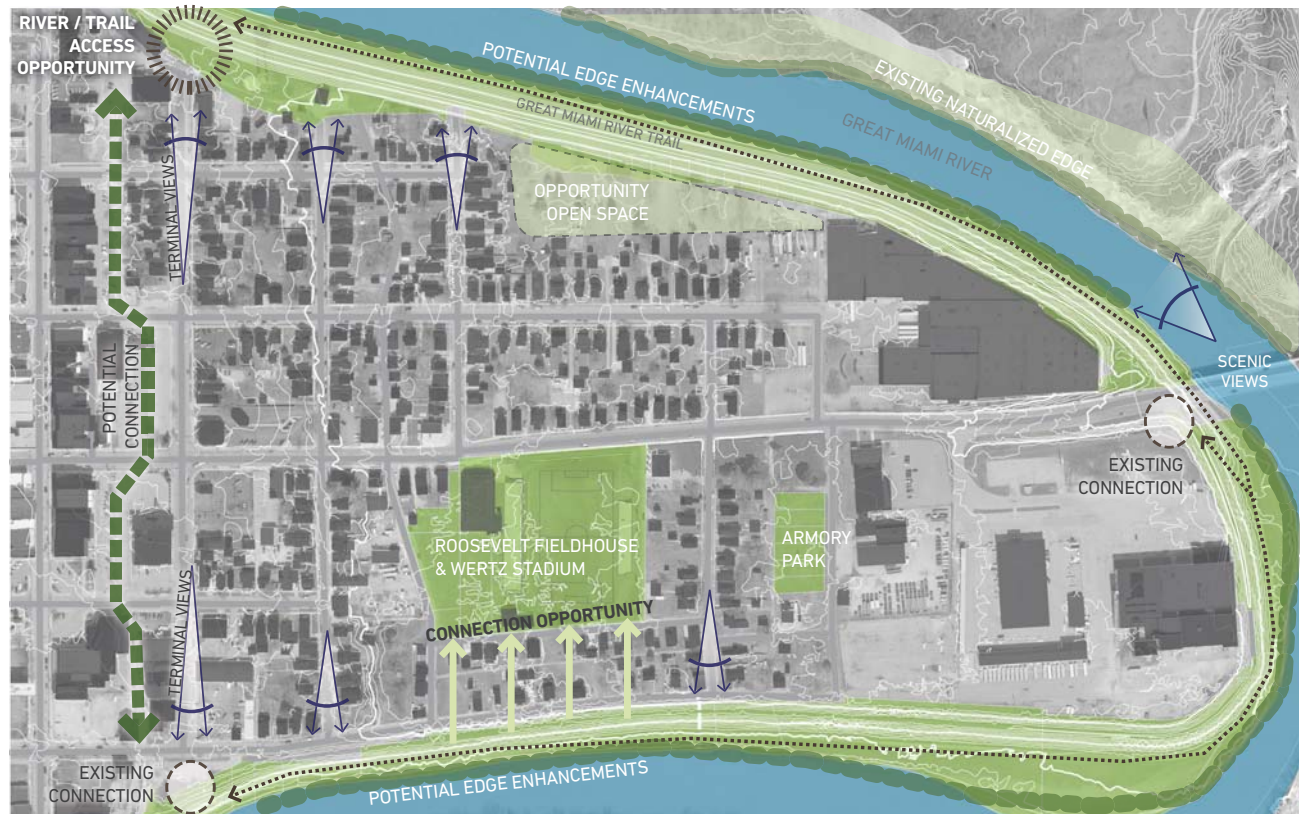 RIVER / TRAIL
ACCESS
OPPORTUNITY
POTENTIAL EDGE ENHANCEMENTS
EXISTING NATURALIZED EDGE
GREAT MIAMI RIVER TRAIL
GREAT MIAMI RIVER
TERMINAL VIEWS
OPPORTUNITY
OPEN SPACE
POTENTIAL
CONNECTION
SCENIC
VIEWS
EXISTING
CONNECTION
ROOSEVELT FIELDHOUSE
& WERTZ STADIUM
ARMORY
PARK
CONNECTION OPPORTUNITY
TERMINAL VIEWS
EXISTING
CONNECTION
POTENTIAL EDGE ENHANCEMENTS